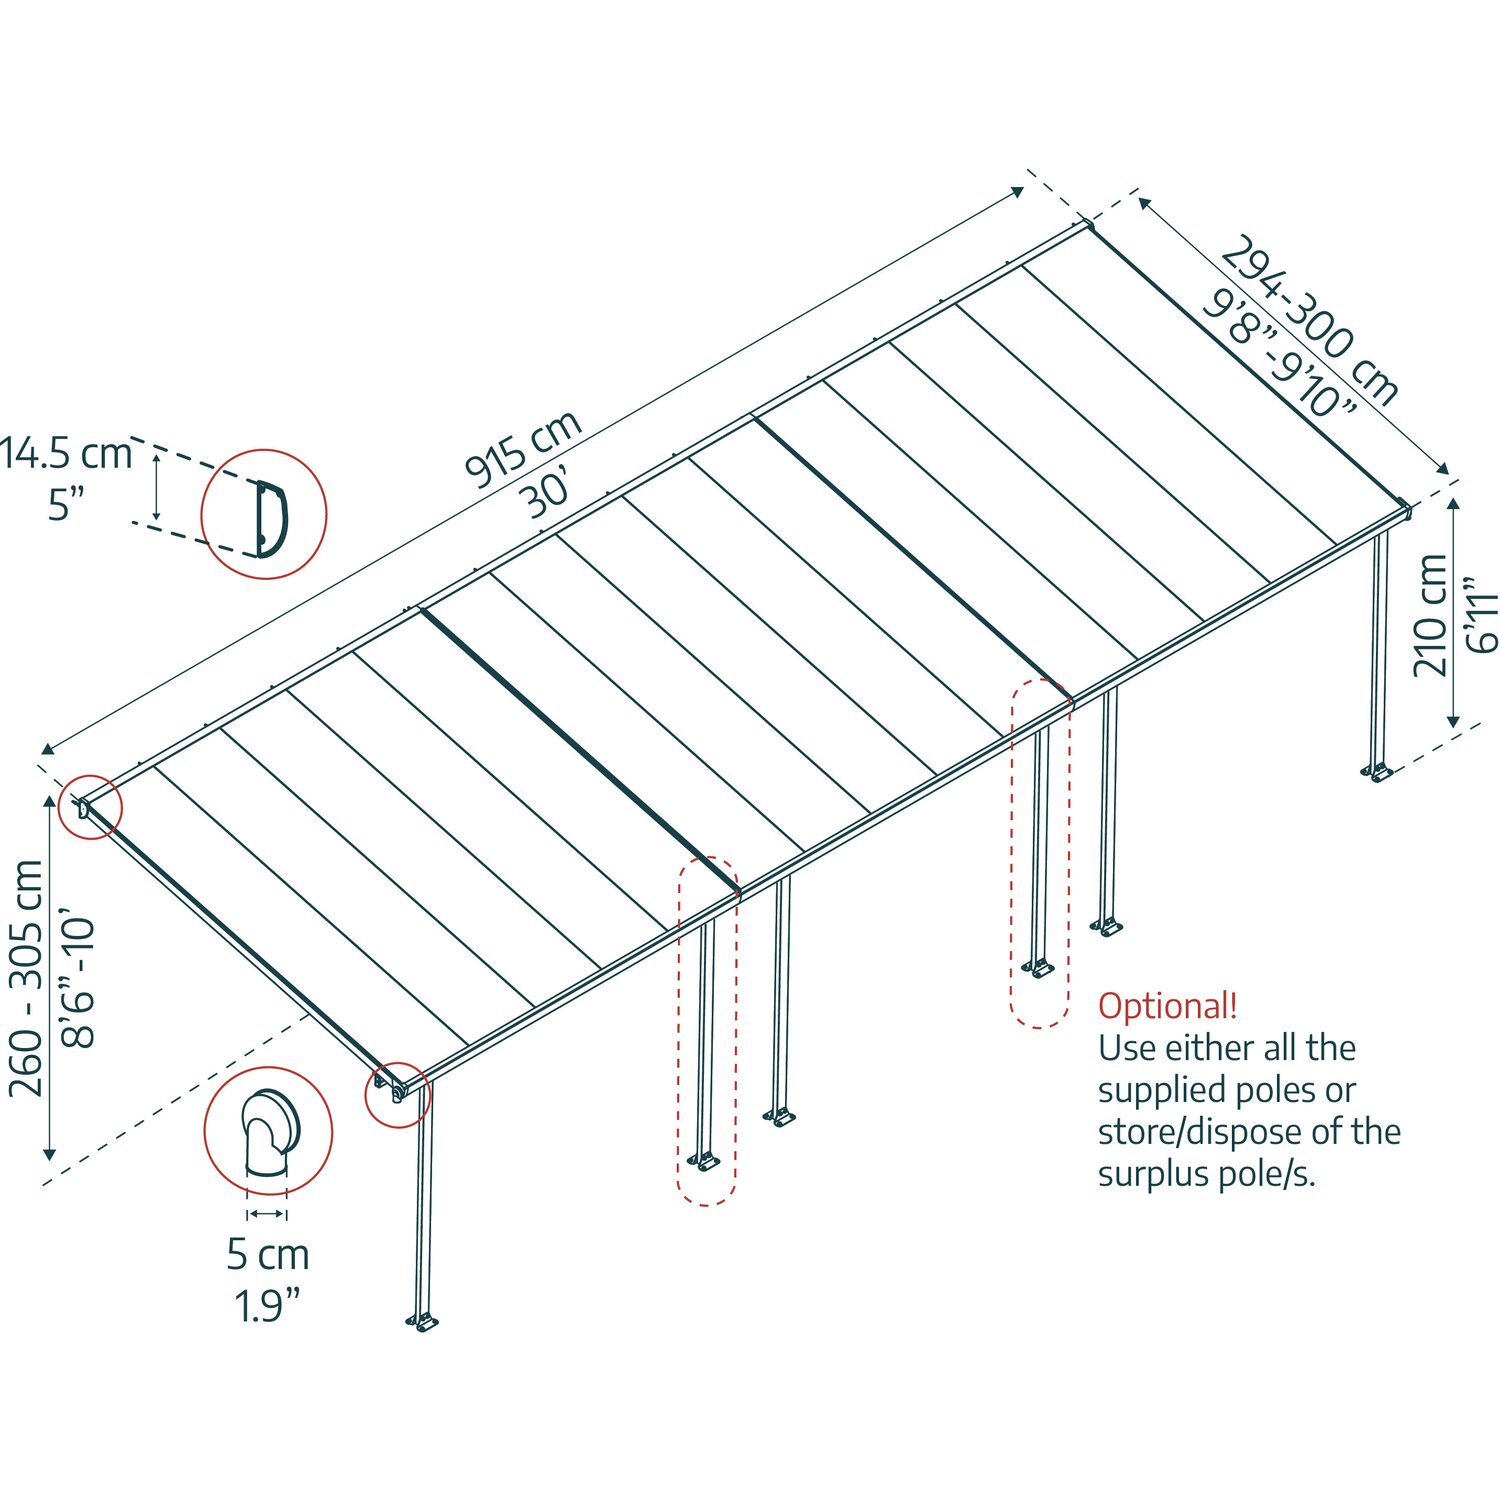 294-300 cm
9’8”-9’10”
915 cm
30’
14.5 cm
5”
210 cm
6’11”
260 - 305 cm
8’6”-10’
5 cm
1.9”
Optional!
Use either all the
supplied poles or
store/dispose of the
surplus pole/s.